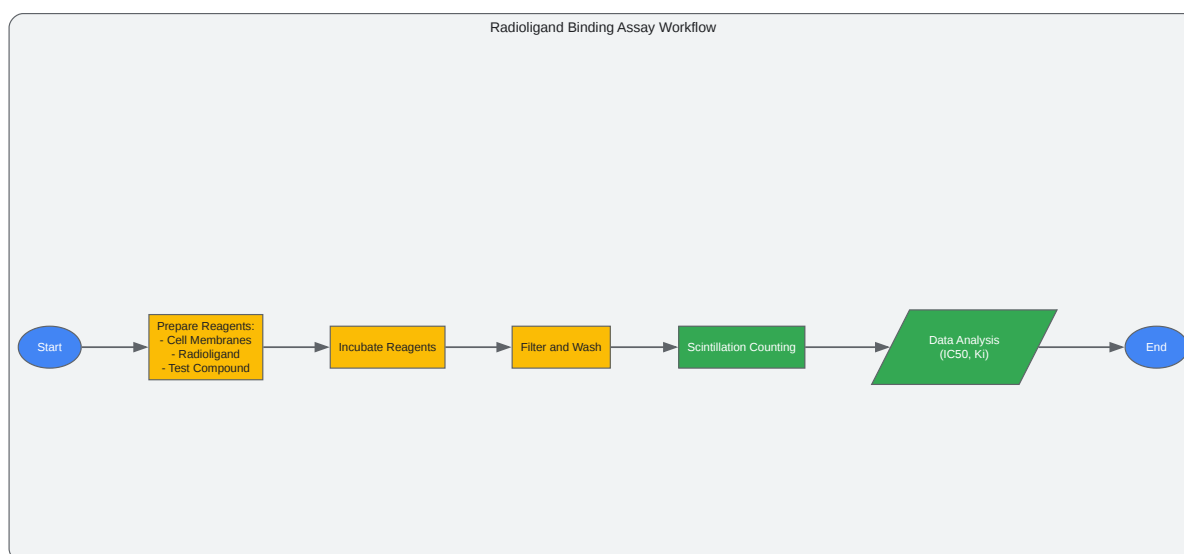 Radioligand Binding Assay Workflow
Start
Prepare Reagents:
- Cell Membranes
- Radioligand
- Test Compound
Incubate Reagents
Filter and Wash
Scintillation Counting
Data Analysis
(IC50, Ki)
End